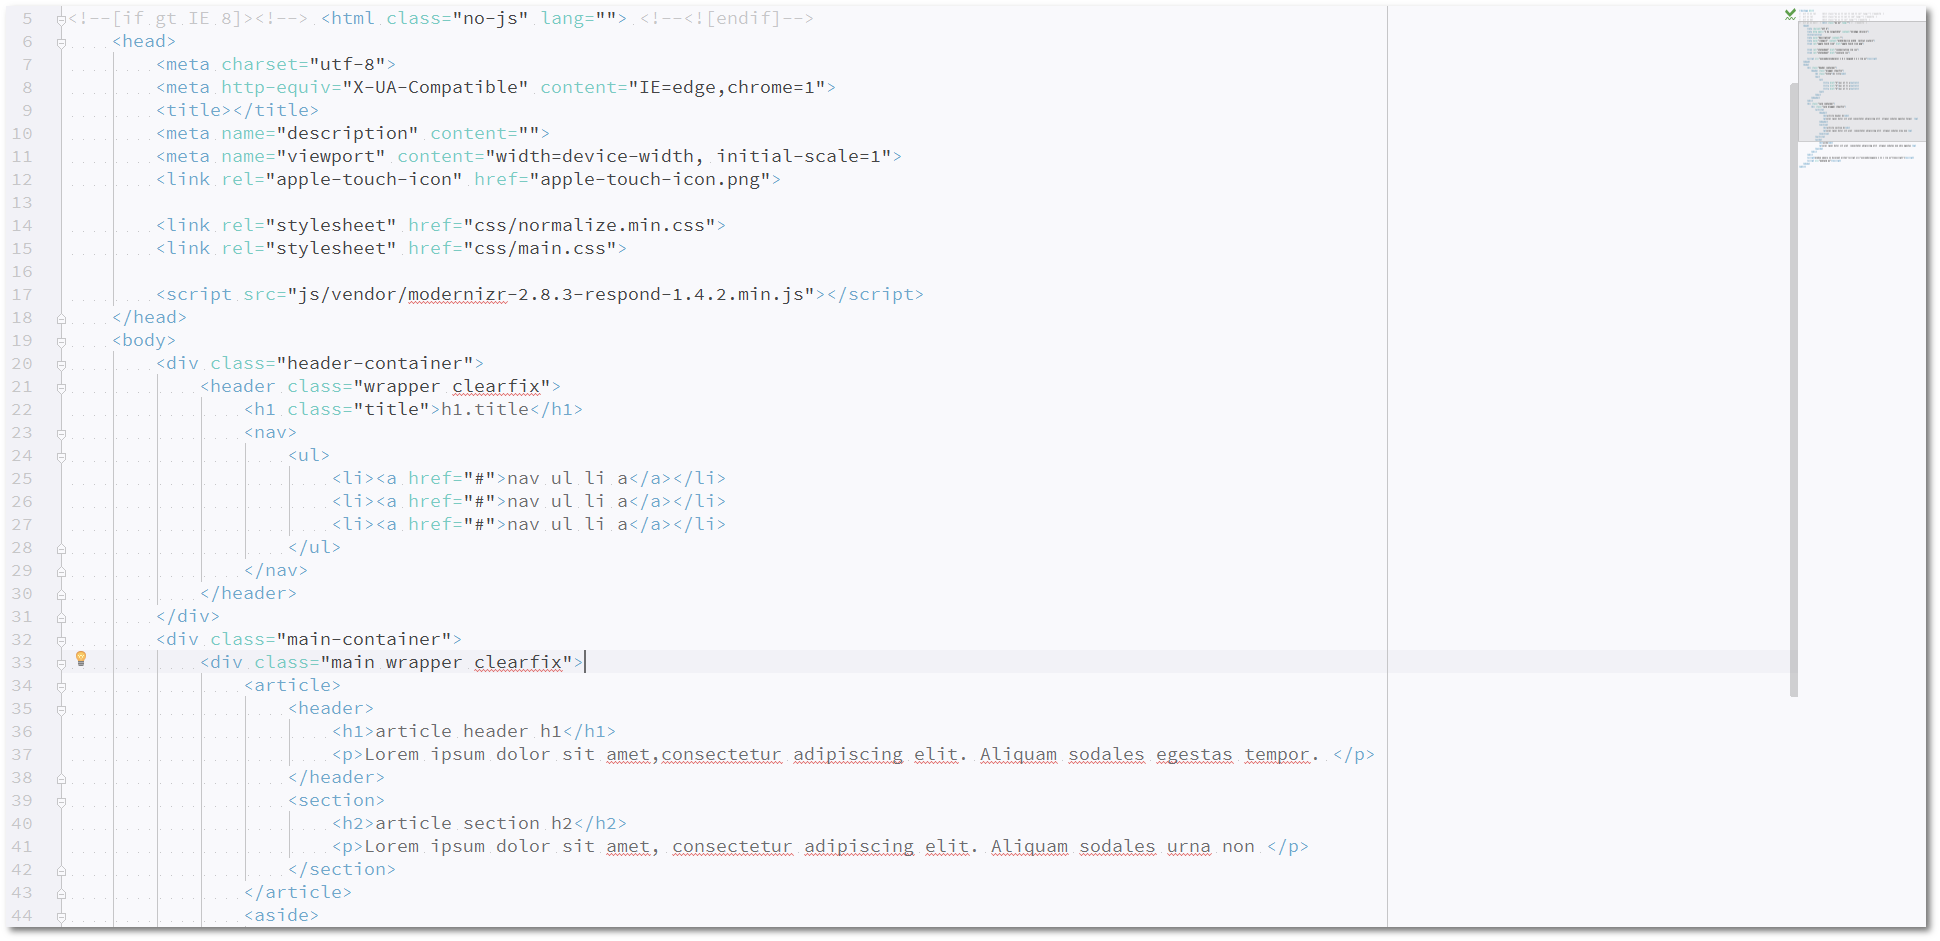 5 <!--[if gt IE 8]><!--> <html class="no-js" lang=""> <!--<![endif]-->
6 <head>
7 <meta charset="utf-8">
8 <meta http-equiv="X-UA-Compatible" content="IE=edge,chrome=1">
9 <title></title>
10 <meta name="description" content="">
11 <meta name="viewport" content="width=device-width, initial-scale=1">
12 <link rel="apple-touch-icon" href="apple-touch-icon.png">
13
14 <link rel="stylesheet" href="css/normalize.min.css">
15 <link rel="stylesheet" href="css/main.css">
16
17 <script src="js/vendor/modernizr-2.8.3-respond-1.4.2.min.js"></script>
18 </head>
19 <body>
20 <div class="header-container">
21 <header class="wrapper clearfix">
22 <h1 class="title">h1.title</h1>
23 <nav>
24 <ul>
25 <li><a href="#">nav ul li a</a></li>
26 <li><a href="#">nav ul li a</a></li>
27 <li><a href="#">nav ul li a</a></li>
28 </ul>
29 </nav>
30 </header>
31 </div>
32 <div class="main-container">
33 <div class="main wrapper clearfix">
34 <article>
35 <header>
36 <h1>article header h1</h1>
37 <p>Lorem ipsum dolor sit amet,consectetur adipiscing elit. Aliquam sodales egestas tempor. </p>
38 </header>
39 <section>
40 <h2>article section h2</h2>
41 <p>Lorem ipsum dolor sit amet, consectetur adipiscing elit. Aliquam sodales urna non </p>
42 </section>
43 </article>
44 <aside>